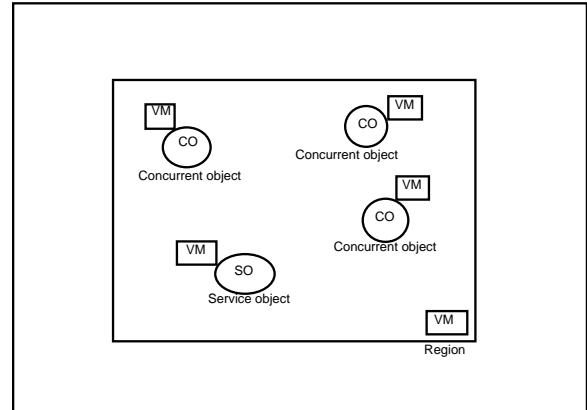 VM
CO
Concurrent object
VM
CO
Concurrent object
VM
CO
Concurrent object
VM
SO
Service object
VM
Region